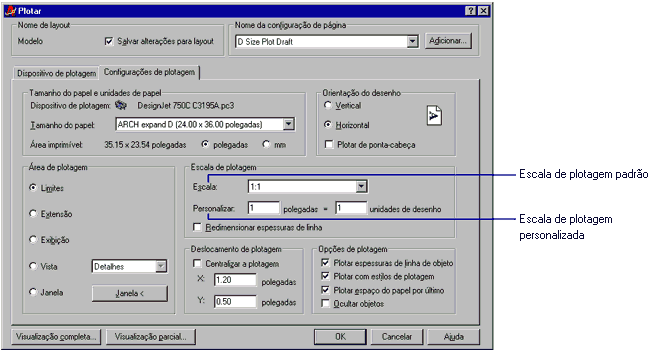 Plotar
Nome de layout
Modelo
Salvar alterações para layout
Nome da configuração de página
D Size Plot Draft
Adicionar...
Dispositivo de plotagem
Configurações de plotagem
Tamanho do papel e unidades de papel
Dispositivo de plotagem:
DesignJet 750C C3195A.pc3
Tamanho do papel:
ARCH expand D (24.00 x 36.00 polegadas)
Área imprimível:
35.15 x 23.54 polegadas
polegadas
mm
Orientação do desenho
Vertical
Horizontal
Plotar de ponta-cabeça
A
Área de plotagem
Limites
Extensão
Exibição
Vista
Detalhes
Janela
Janela <
Escala de plotagem
Escala:
1:1
Personalizar:
1
polegadas
=
1
unidades de desenho
Redimensionar espessuras de linha
Escala de plotagem padrão
Escala de plotagem
personalizada
Deslocamento de plotagem
Centralizar a plotagem
X:
1.20
polegadas
Y:
0.50
polegadas
Opções de plotagem
Plotar espessuras de linha de objeto
Plotar com estilos de plotagem
Plotar espaço do papel por último
Ocultar objetos
Visualização completa...
Visualização parcial...
OK
Cancelar
Ajuda